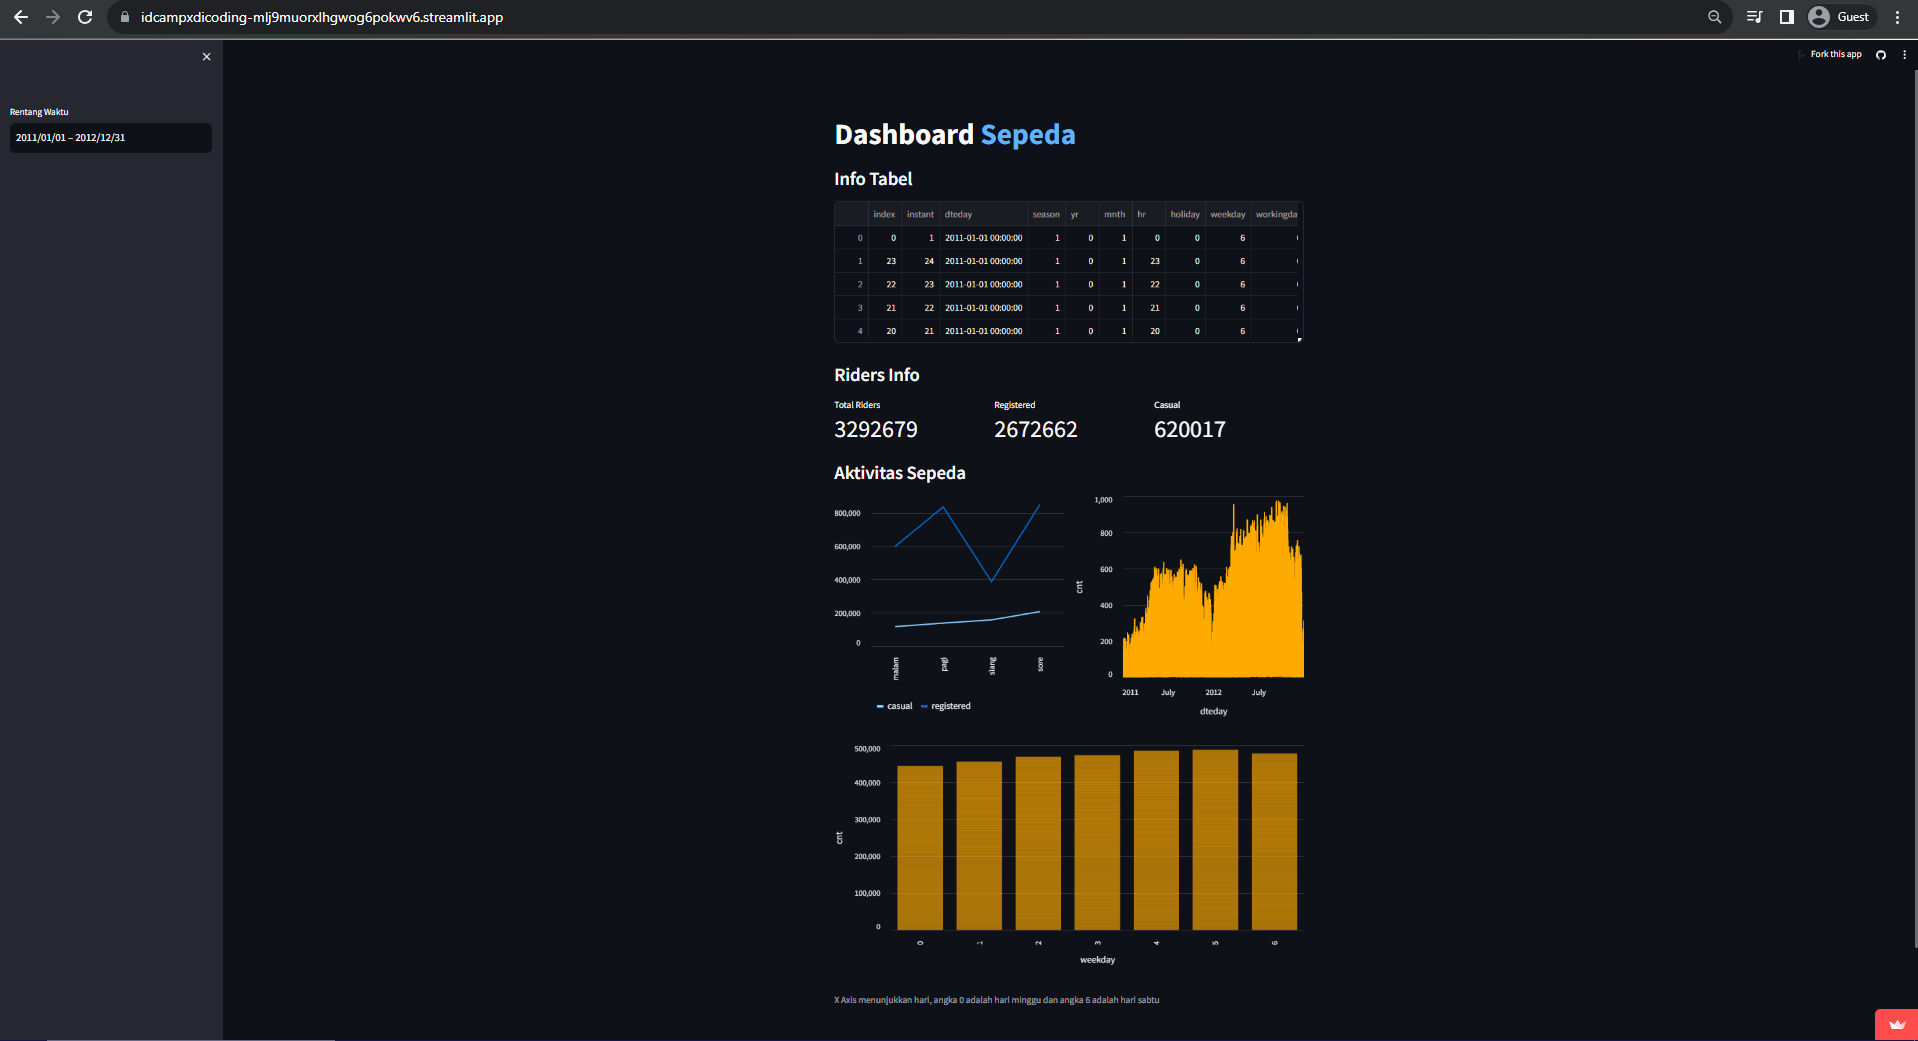 idcampxdicoding-mlj9muorxlhgwog6pokwv6.streamlit.app
Guest
Fork this app
Rentang Waktu
2011/01/01 – 2012/12/31
Dashboard Sepeda
Info Tabel
index instant dteday season yr mnth hr holiday weekday workingda
0 0 1 2011-01-01 00:00:00 1 0 1 0 0 6
1 23 24 2011-01-01 00:00:00 1 0 1 23 0 6
2 22 23 2011-01-01 00:00:00 1 0 1 22 0 6
3 21 22 2011-01-01 00:00:00 1 0 1 21 0 6
4 20 21 2011-01-01 00:00:00 1 0 1 20 0 6
Riders Info
Total Riders Registered Casual
3292679 2672662 620017
Aktivitas Sepeda
800,000
600,000
400,000
200,000
0
malam pagi siang sore
casual registered
1,000
800
600
400
200
0
cnt
2011 July 2012 July
dteday
500,000
400,000
300,000
200,000
100,000
0
cnt
0 1 2 3 4 5 6
weekday
X Axis menunjukkan hari, angka 0 adalah hari minggu dan angka 6 adalah hari sabtu